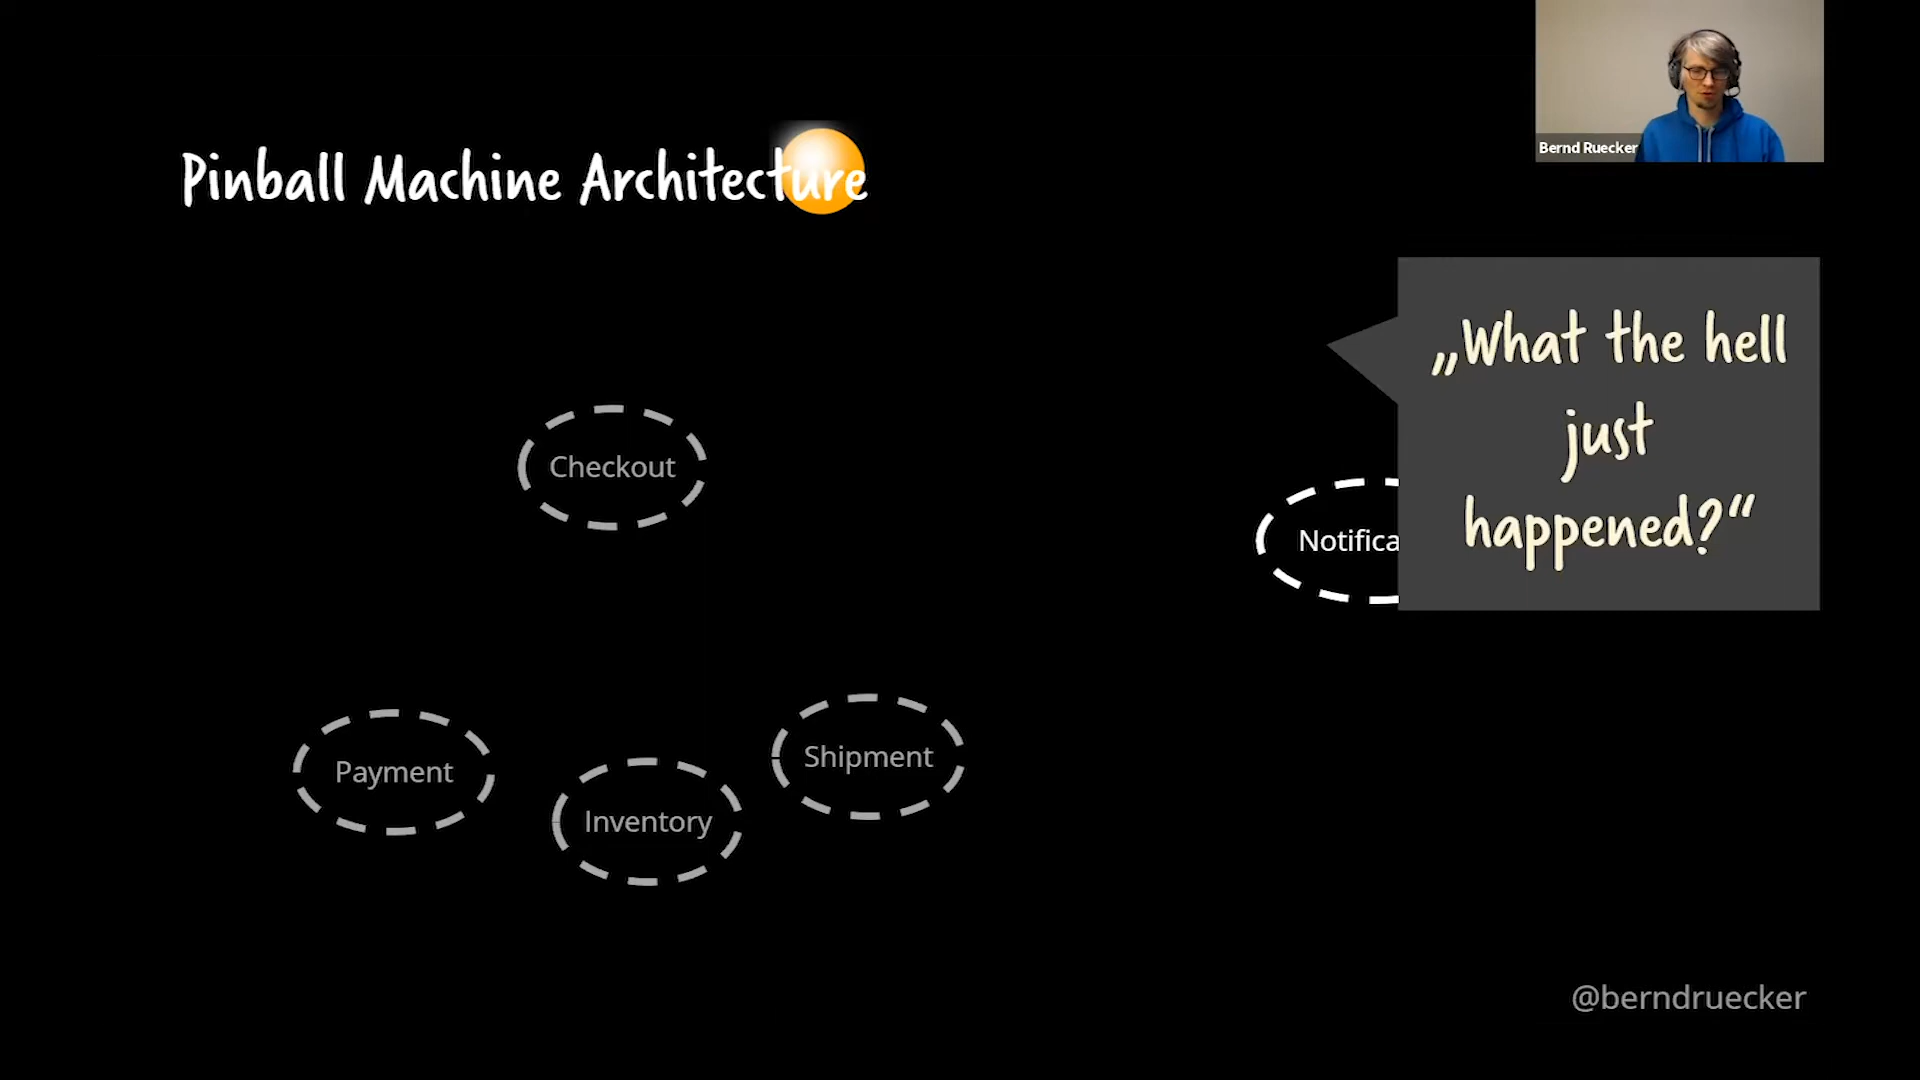 Bernd Ruecker
Pinball Machine Architecture
„What the hell
just
happened?“
Checkout
Notifica
Shipment
Payment
Inventory
@berndruecker